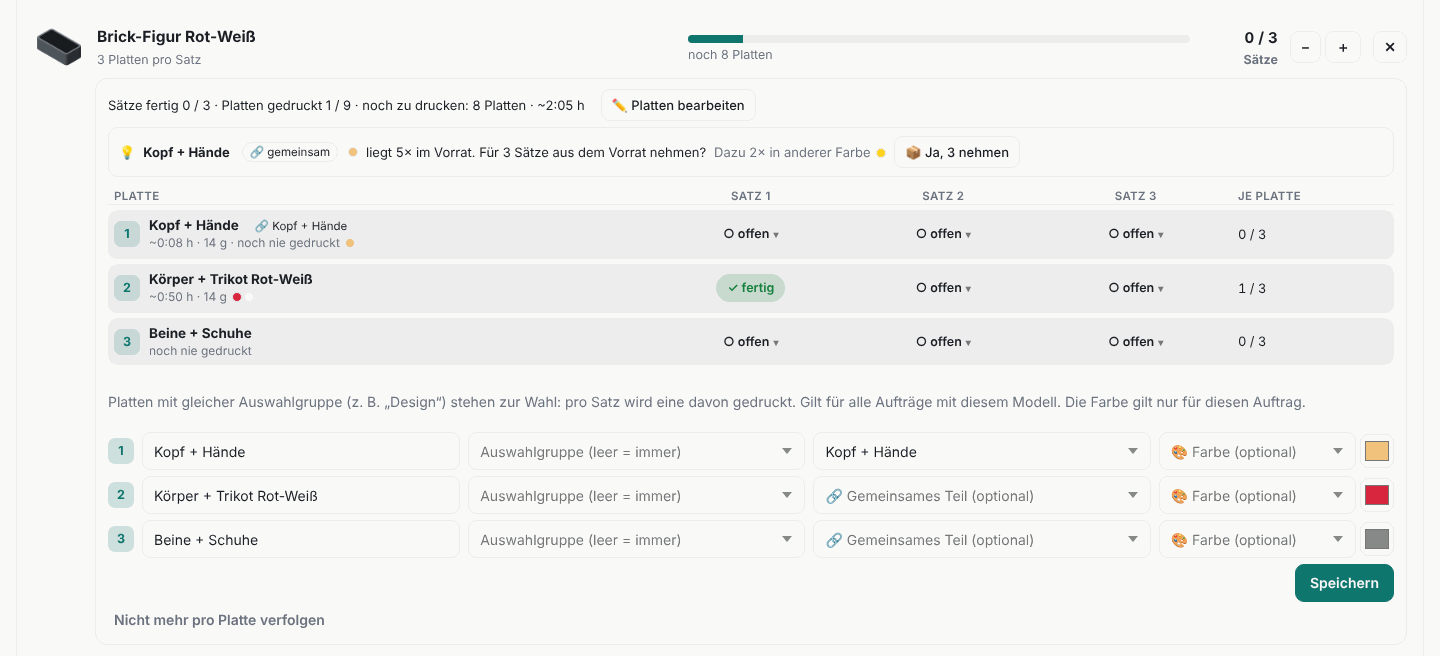 Brick-Figur Rot-Weiß
3 Platten pro Satz
noch 8 Platten
0 / 3
Sätze
− + ✕
Sätze fertig 0 / 3 · Platten gedruckt 1 / 9 · noch zu drucken: 8 Platten · ~2:05 h ✏️ Platten bearbeiten
💡 Kopf + Hände 🔗 gemeinsam liegt 5× im Vorrat. Für 3 Sätze aus dem Vorrat nehmen? Dazu 2× in anderer Farbe 📦 Ja, 3 nehmen
PLATTE SATZ 1 SATZ 2 SATZ 3 JE PLATTE
1 Kopf + Hände 🔗 Kopf + Hände
~0:08 h · 14 g · noch nie gedruckt
○ offen ▾ ○ offen ▾ ○ offen ▾ 0 / 3
2 Körper + Trikot Rot-Weiß
~0:50 h · 14 g
✓ fertig ○ offen ▾ ○ offen ▾ 1 / 3
3 Beine + Schuhe
noch nie gedruckt
○ offen ▾ ○ offen ▾ ○ offen ▾ 0 / 3
Platten mit gleicher Auswahlgruppe (z. B. „Design“) stehen zur Wahl: pro Satz wird eine davon gedruckt. Gilt für alle Aufträge mit diesem Modell. Die Farbe gilt nur für diesen Auftrag.
1 Kopf + Hände Auswahlgruppe (leer = immer) Kopf + Hände 🎨 Farbe (optional)
2 Körper + Trikot Rot-Weiß Auswahlgruppe (leer = immer) 🔗 Gemeinsames Teil (optional) 🎨 Farbe (optional)
3 Beine + Schuhe Auswahlgruppe (leer = immer) 🔗 Gemeinsames Teil (optional) 🎨 Farbe (optional)
Speichern
Nicht mehr pro Platte verfolgen